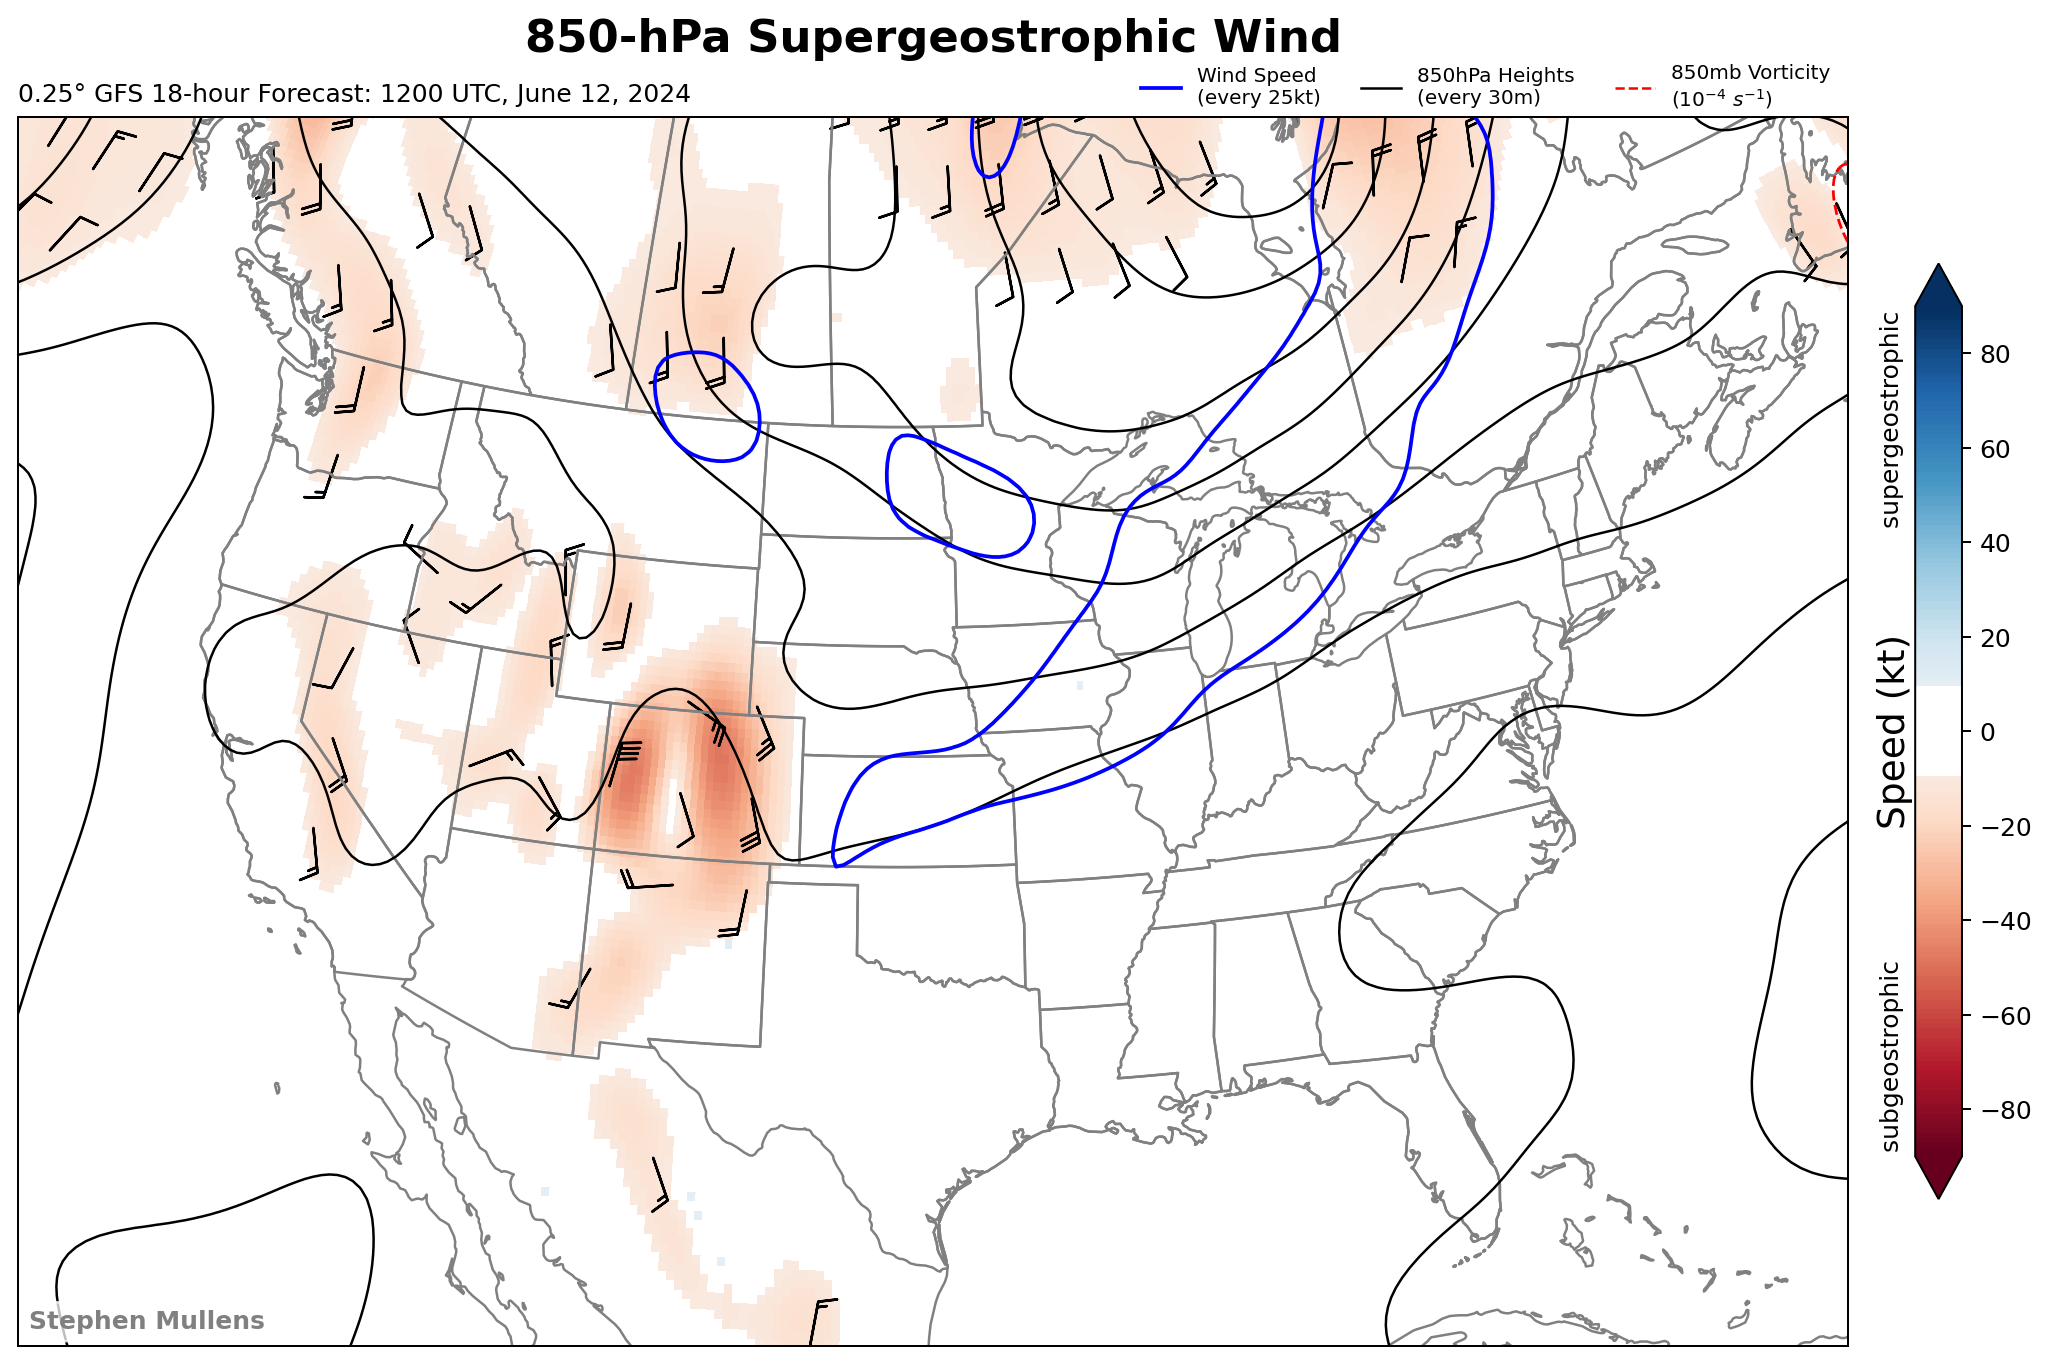 850-hPa Supergeostrophic Wind
0.25° GFS 18-hour Forecast: 1200 UTC, June 12, 2024
Wind Speed
(every 25kt)
850hPa Heights
(every 30m)
850mb Vorticity
(10⁻⁴ s⁻¹)
supergeostrophic
Speed (kt)
subgeostrophic
80
60
40
20
0
−20
−40
−60
−80
Stephen Mullens